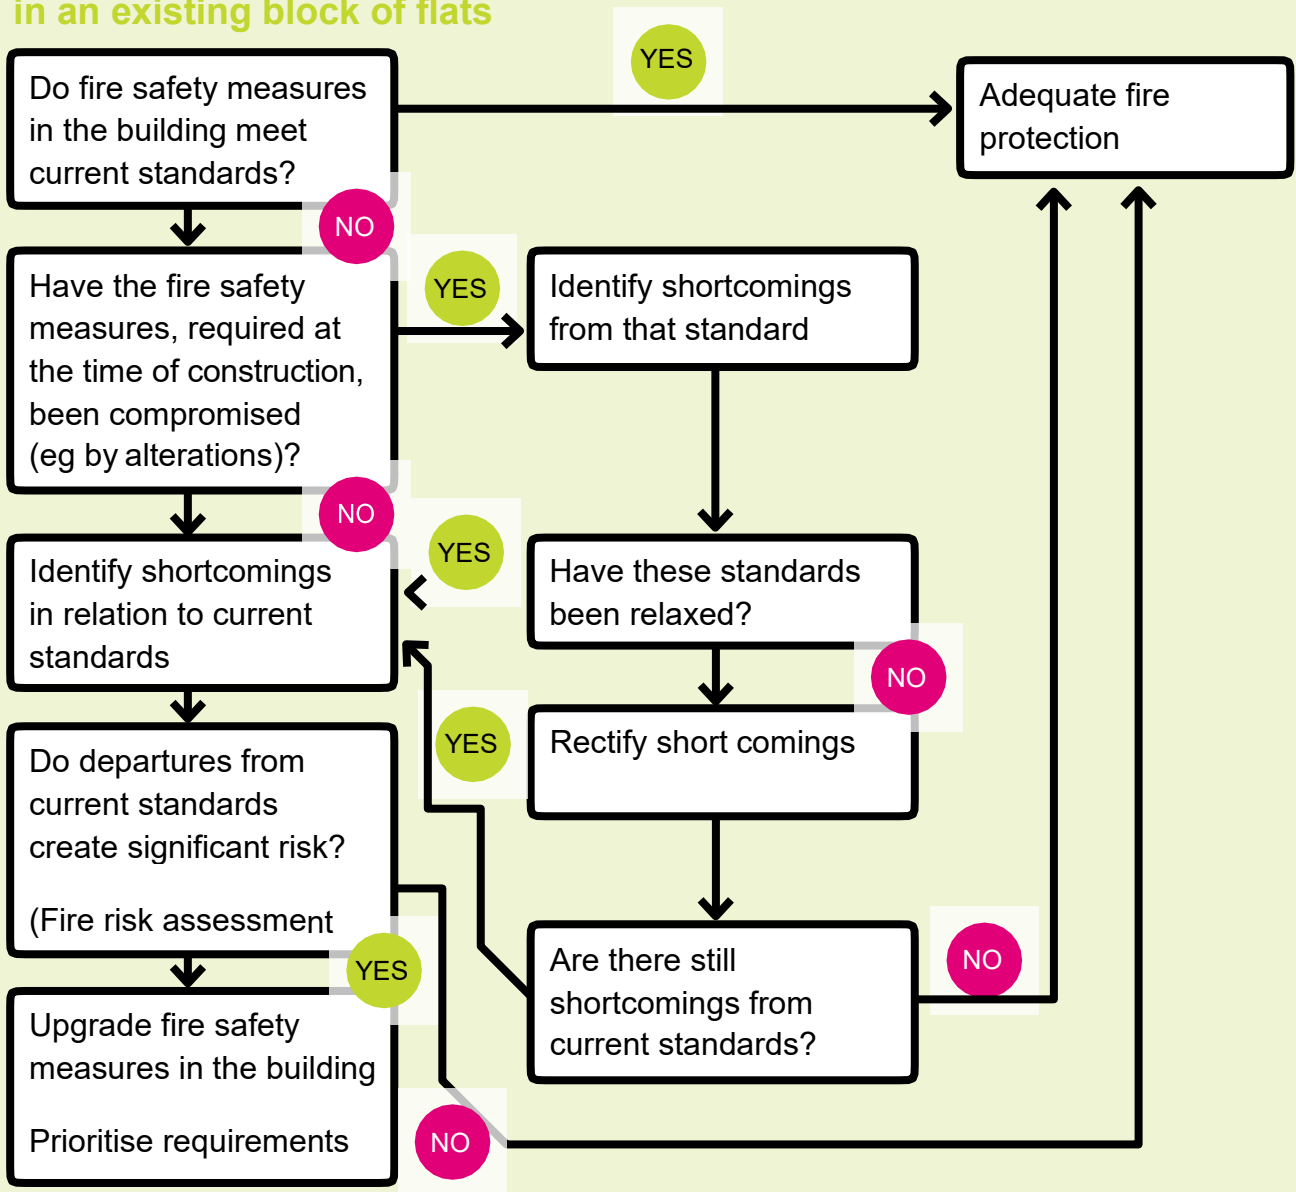 in an existing block of flats
Do fire safety measures
in the building meet
current standards?
YES
Adequate fire
protection
NO
Have the fire safety
measures, required at
the time of construction,
been compromised
(eg by alterations)?
YES
Identify shortcomings
from that standard
NO
Identify shortcomings
in relation to current
standards
YES
Have these standards
been relaxed?
NO
YES
Rectify short comings
Do departures from
current standards
create significant risk?
(Fire risk assessment
YES
Are there still
shortcomings from
current standards?
NO
Upgrade fire safety
measures in the building
Prioritise requirements
NO